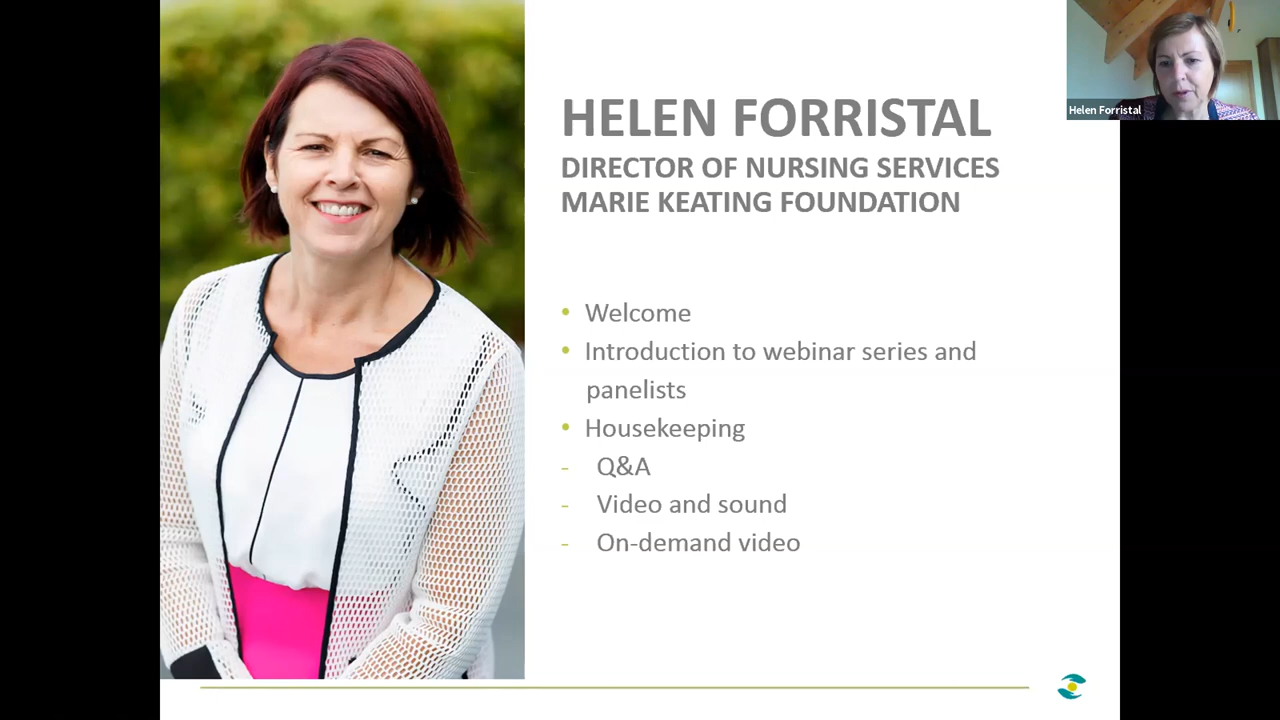 HELEN FORRISTAL
DIRECTOR OF NURSING SERVICES
MARIE KEATING FOUNDATION
• Welcome
• Introduction to webinar series and
panelists
• Housekeeping
- Q&A
- Video and sound
- On-demand video
Helen Forristal